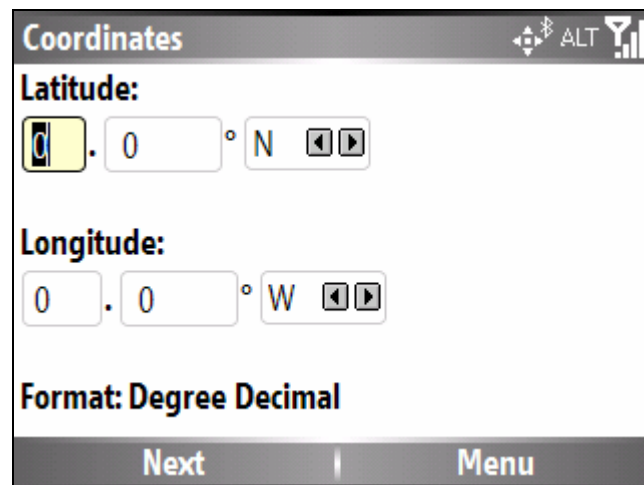 Coordinates ALT
Latitude:
0 . 0 ° N
Longitude:
0 . 0 ° W
Format: Degree Decimal
Next Menu